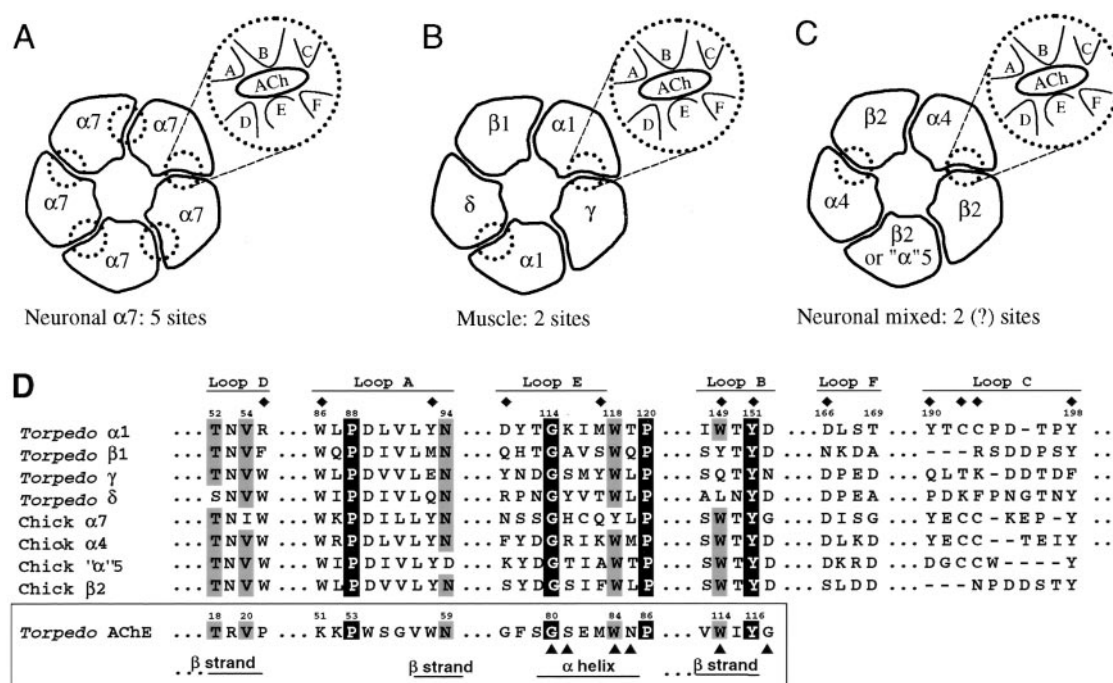 A
B
C
A B C
ACh
D E F
A B C
ACh
D E F
A B C
ACh
D E F
α7 α7
α7 α7
α7
β1 α1
δ γ
α1
β2 α4
α4 β2
β2
or "α"5
Neuronal α7: 5 sites
Muscle: 2 sites
Neuronal mixed: 2 (?) sites
D
Loop D Loop A Loop E Loop B Loop F Loop C
52 54 86 88 94 114 118 120 149 151 166 169 190 198
Torpedo α1 ... TNVR ... WLPDLVLYN ... DYTGKIMWTP ... IWTYD ... DLST ... YTCCPD-TPY ...
Torpedo β1 ... TNVF ... WQPDIVLMN ... QHTGAVSWQP ... SYTYD ... NKDA ... ---RSDDPSY ...
Torpedo γ ... TNVW ... WIPDVVLEN ... YNDGSMYWLP ... SQTYN ... DPED ... QLTKDDTDF ...
Torpedo δ ... SNVW ... WIPDIVLQN ... RPNGYVTWLP ... ALNYD ... DPEA ... PDKFPNGTNY ...
Chick α7 ... TNIW ... WKPDILLYN ... NSSGHCQYLP ... SWTYG ... DISG ... YECC-KEP-Y ...
Chick α4 ... TNVW ... WRPDIVLYN ... FYDGRIKWMP ... SWTYD ... DLKD ... YECC--TEIY ...
Chick "α"5 ... TNVW ... WIPDIVLYD ... KYDGTIAWTP ... SWTYD ... DKRD ... DGCCW----Y ...
Chick β2 ... TNVW ... WLPDVVLYN ... SYDGSIFWLP ... SWTYD ... SLDD ... ----NPDDSTY ...
18 20 51 53 59 80 84 86 114 116
Torpedo AChE ... TRVP ... KKPWSGVWN ... GFSGSEMWNP ... VWIYG
... β strand β strand α helix ... β strand